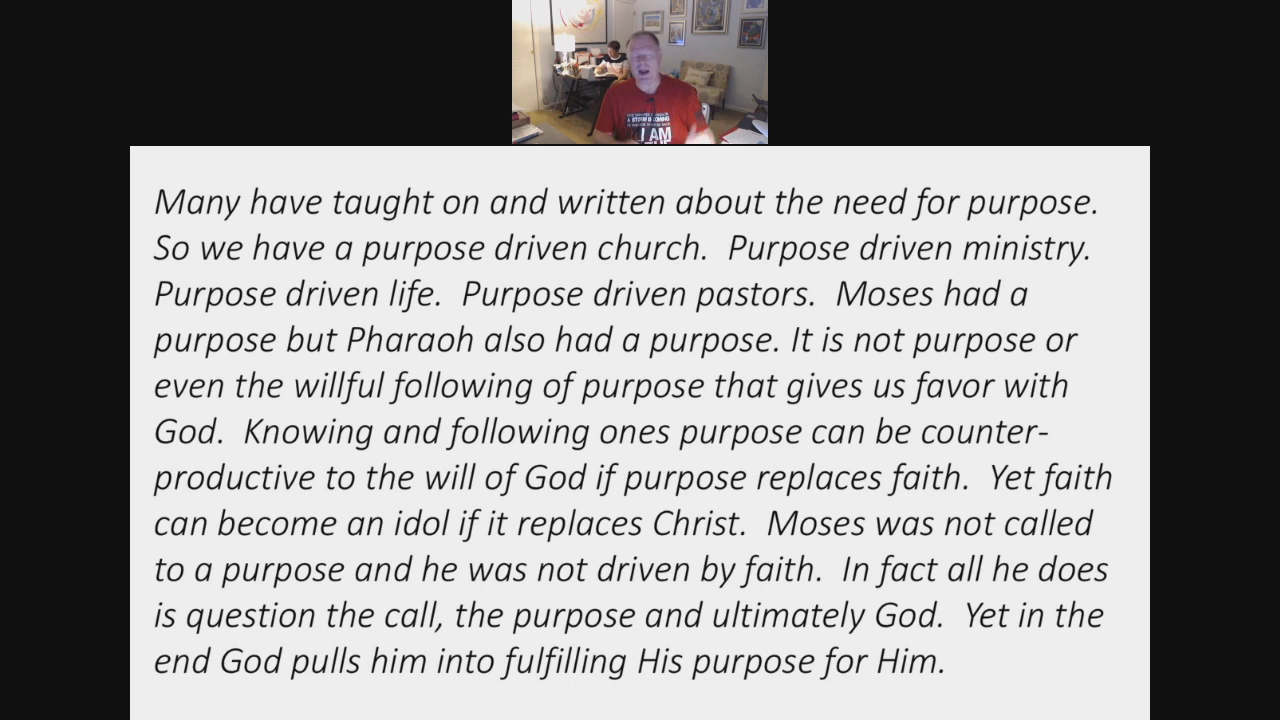 A STORM IS COMING
I AM
Many have taught on and written about the need for purpose.
So we have a purpose driven church.  Purpose driven ministry.
Purpose driven life.  Purpose driven pastors.  Moses had a
purpose but Pharaoh also had a purpose. It is not purpose or
even the willful following of purpose that gives us favor with
God.  Knowing and following ones purpose can be counter-
productive to the will of God if purpose replaces faith.  Yet faith
can become an idol if it replaces Christ.  Moses was not called
to a purpose and he was not driven by faith.  In fact all he does
is question the call, the purpose and ultimately God.  Yet in the
end God pulls him into fulfilling His purpose for Him.